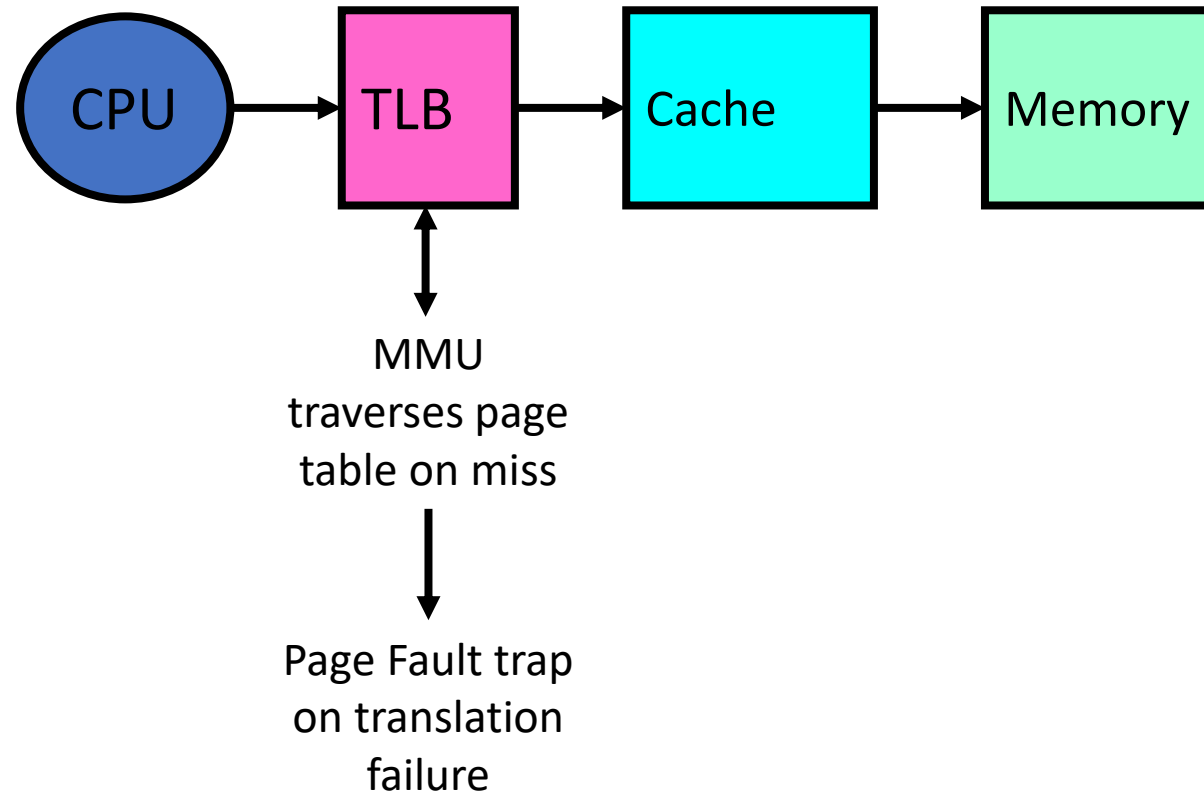 CPU
TLB
Cache
Memory
MMU
traverses page
table on miss
Page Fault trap
on translation
failure